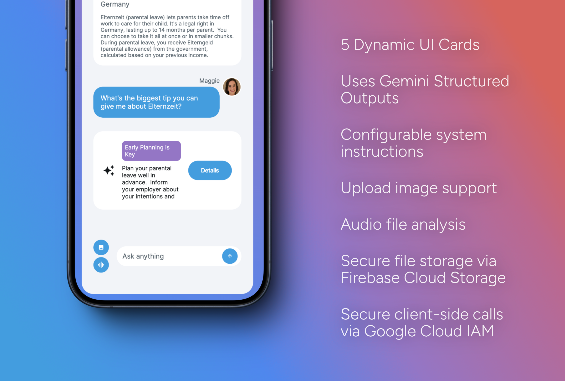 Germany
Elternzeit (parental leave) lets parents take time off
work to care for their child. It's a legal right in
Germany, lasting up to 14 months per parent. You
can choose to take it all at once or in smaller chunks.
During parental leave, you receive Elterngeld
(parental allowance) from the government,
calculated based on your previous income.
Maggie
What's the biggest tip you can
give me about Elternzeit?
Early Planning is
Key
Plan your parental
leave well in
advance. Inform
your employer about
your intentions and
Details
Ask anything
5 Dynamic UI Cards
Uses Gemini Structured
Outputs
Configurable system
instructions
Upload image support
Audio file analysis
Secure file storage via
Firebase Cloud Storage
Secure client-side calls
via Google Cloud IAM